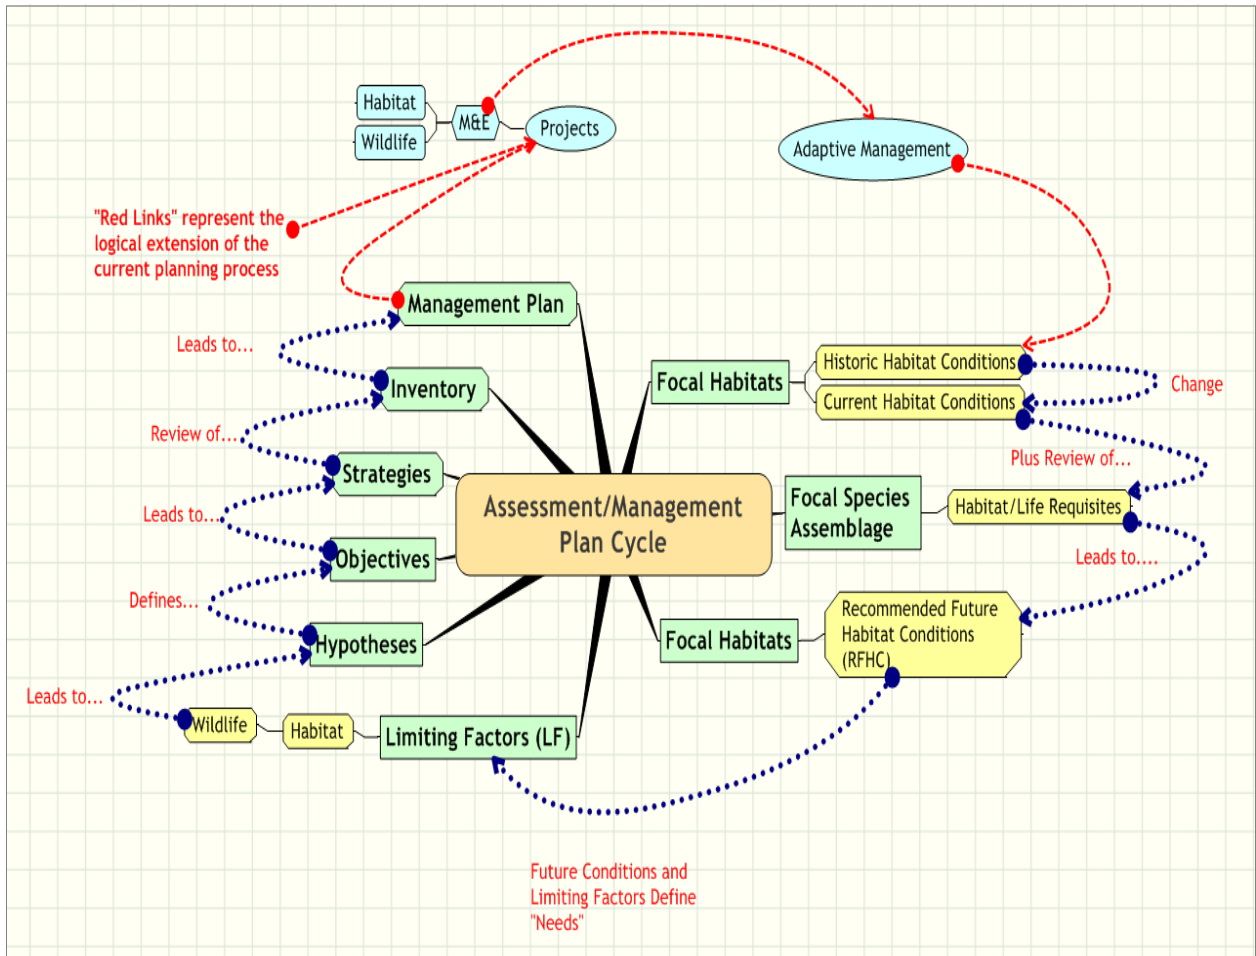 Habitat
Wildlife
M&E
Projects
Adaptive Management
"Red Links" represent the
logical extension of the
current planning process
Management Plan
Leads to...
Inventory
Review of...
Strategies
Leads to...
Objectives
Defines...
Hypotheses
Leads to...
Wildlife
Habitat
Limiting Factors (LF)
Assessment/Management
Plan Cycle
Focal Habitats
Historic Habitat Conditions
Current Habitat Conditions
Change
Plus Review of...
Focal Species
Assemblage
Habitat/Life Requisites
Leads to....
Focal Habitats
Recommended Future
Habitat Conditions
(RFHC)
Future Conditions and
Limiting Factors Define
"Needs"